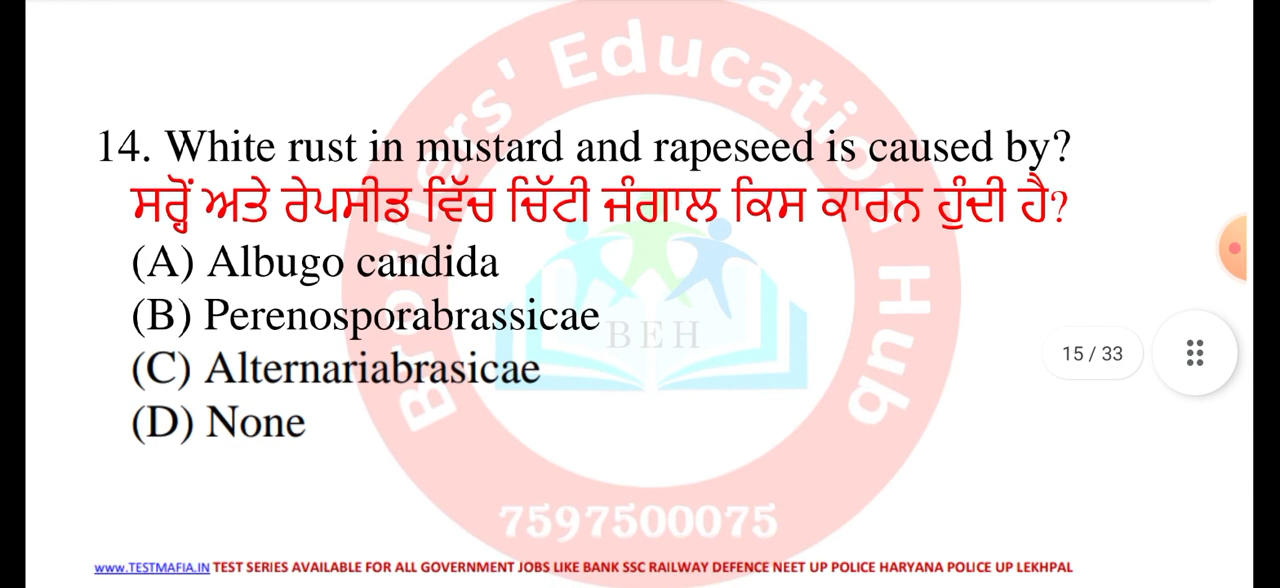 Brothers' Education Hub
14. White rust in mustard and rapeseed is caused by?
ਸਰ੍ਹੋਂ ਅਤੇ ਰੇਪਸੀਡ ਵਿੱਚ ਚਿੱਟੀ ਜੰਗਾਲ ਕਿਸ ਕਾਰਨ ਹੁੰਦੀ ਹੈ?
(A) Albugo candida
(B) Perenosporabrassicae
BEH
(C) Alternariabrasicae
15 / 33
(D) None
7597500075
www.TESTMAFIA.IN TEST SERIES AVAILABLE FOR ALL GOVERNMENT JOBS LIKE BANK SSC RAILWAY DEFENCE NEET UP POLICE HARYANA POLICE UP LEKHPAL